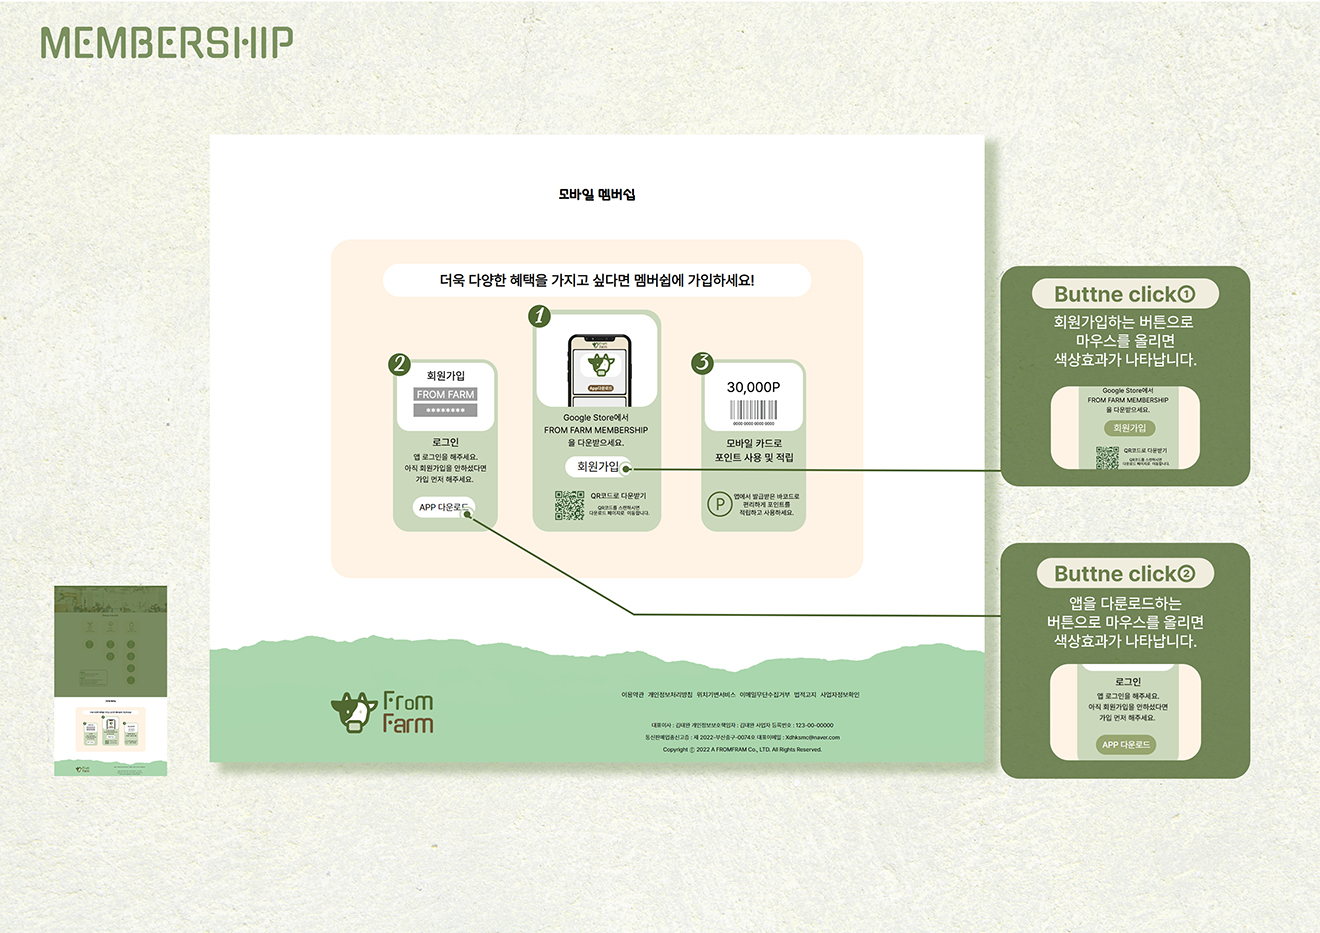 MEMBERSHIP
모바일 멤버십
더욱 다양한 혜택을 가지고 싶다면 멤버쉽에 가입하세요!
1
From
Farm
App다운로드
Google Store에서
FROM FARM MEMBERSHIP
을 다운받으세요.
회원가입
QR코드로 다운받기
QR코드를 스캔하시면
다운로드 페이지로 이동합니다.
2
회원가입
FROM FARM
********
로그인
앱 로그인을 해주세요.
아직 회원가입을 안하셨다면
가입 먼저 해주세요.
APP 다운로드
3
30,000P
0000 0000 0000 0000
모바일 카드로
포인트 사용 및 적립
P
앱에서 발급받은 바코드로
편리하게 포인트를
적립하고 사용하세요.
Buttne click①
회원가입하는 버튼으로
마우스를 올리면
색상효과가 나타납니다.
Google Store에서
FROM FARM MEMBERSHIP
을 다운받으세요.
회원가입
QR코드로 다운받기
QR코드를 스캔하시면
다운로드 페이지로 이동합니다.
Buttne click②
앱을 다룬로드하는
버튼으로 마우스를 올리면
색상효과가 나타납니다.
로그인
앱 로그인을 해주세요.
아직 회원가입을 안하셨다면
가입 먼저 해주세요.
APP 다운로드
From
Farm
이용약관 개인정보처리방침 위치기변서비스 이메일무단수집거부 법적고지 사업자정보확인
대표이사 : 김태완 개인정보보호책임자 : 김태완 사업자 등록번호 : 123-00-00000
통신판매업종신고증 : 제 2022-부산중구-0074호 대표이메일 : Xdhksmc@naver.com
Copyright ⓒ 2022 A FROMFRAM Co., LTD. All Rights Reserved.